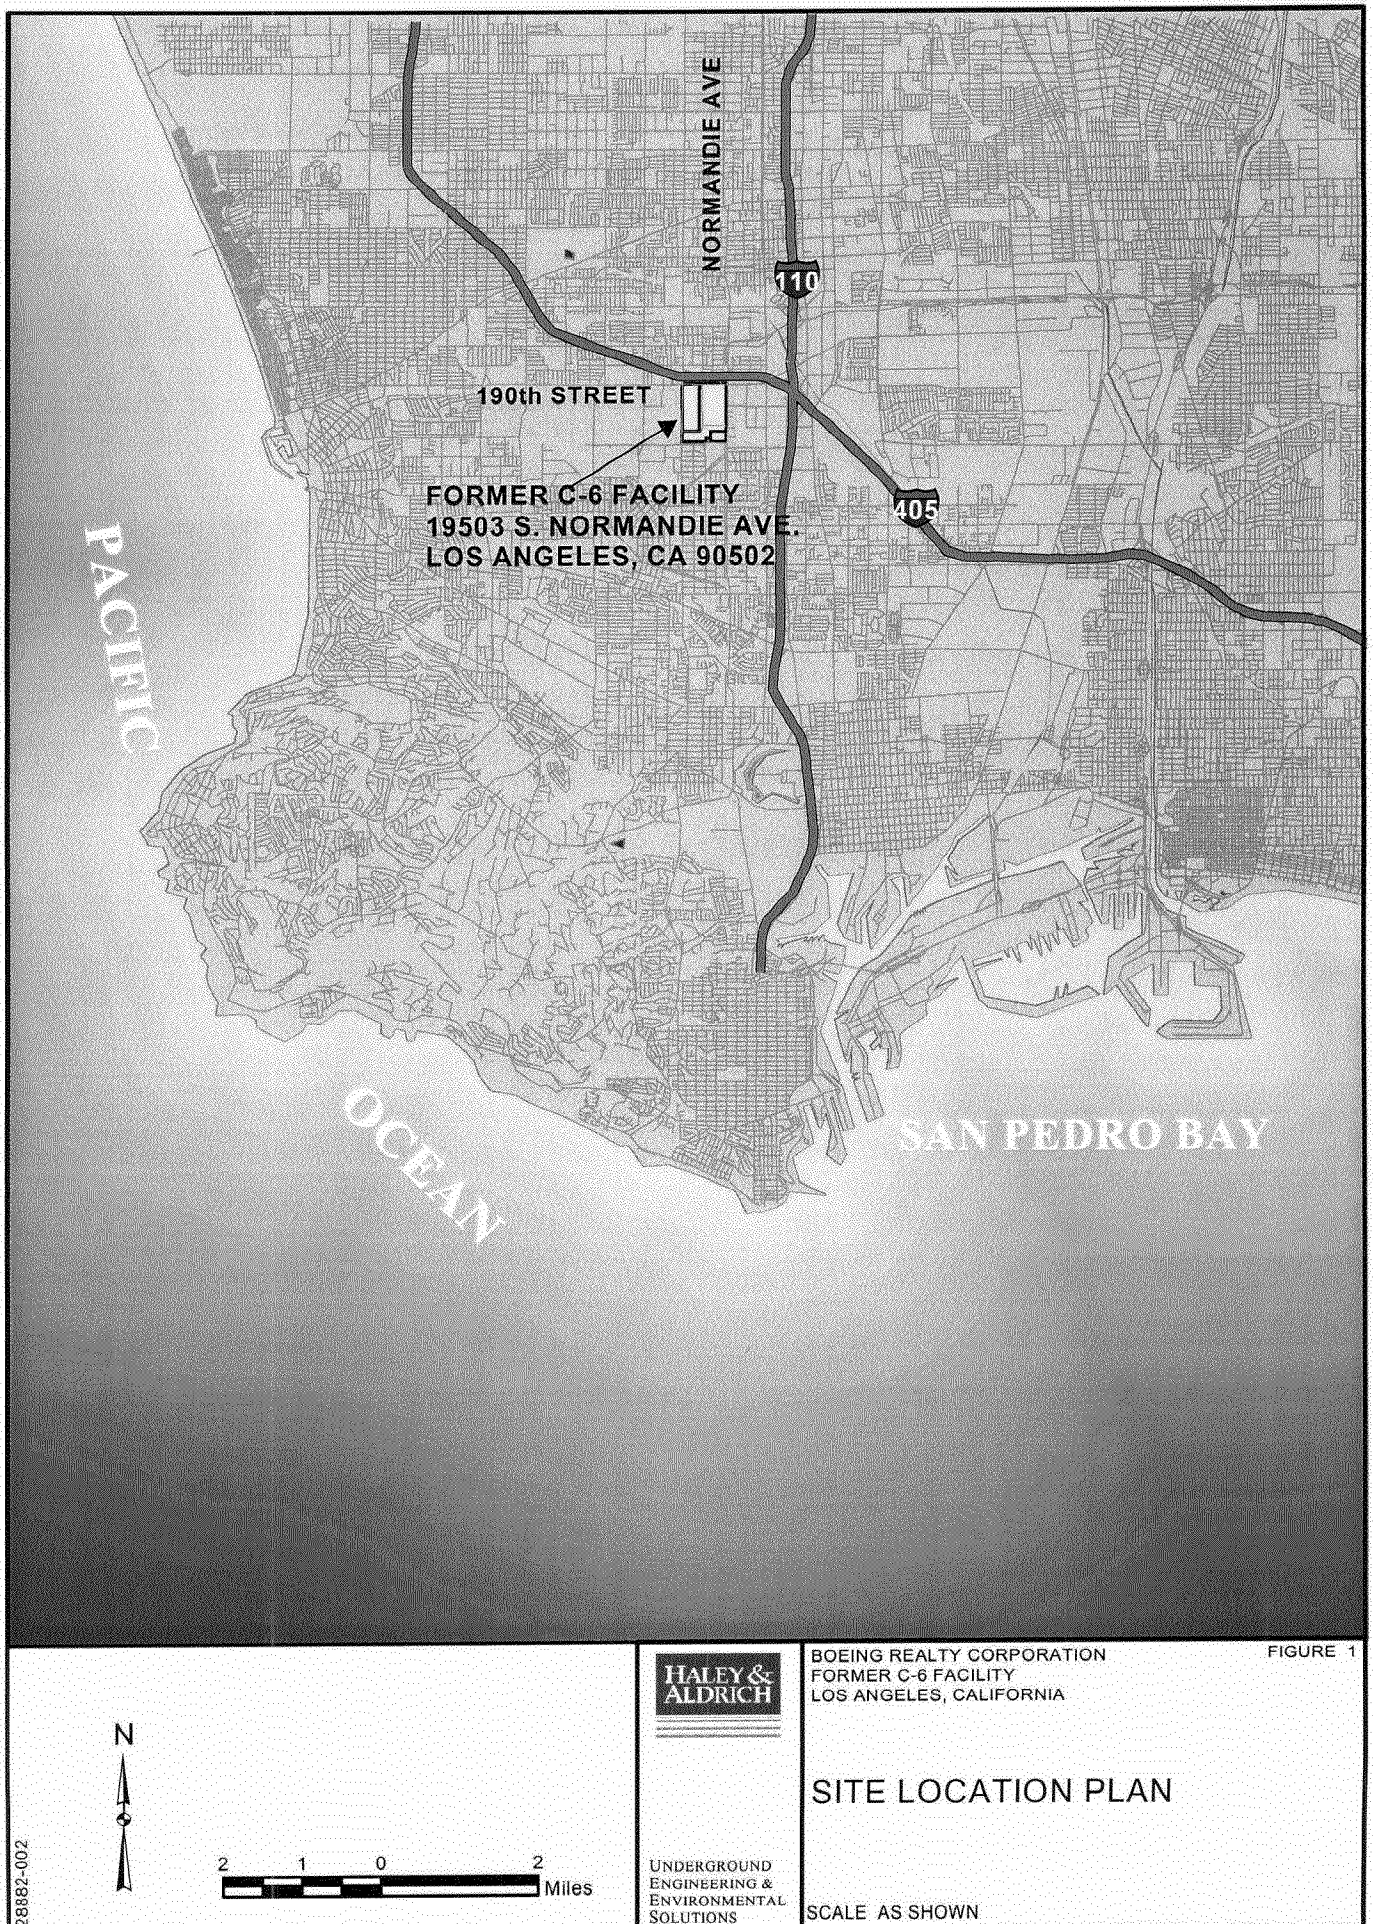 NORMANDIE AVE
110
190th STREET
FORMER C-6 FACILITY
19503 S. NORMANDIE AVE.
LOS ANGELES, CA 90502
405
PACIFIC
OCEAN
SAN PEDRO BAY
N
2 1 0 2
Miles
28882-002
HALEY &
ALDRICH
UNDERGROUND
ENGINEERING &
ENVIRONMENTAL
SOLUTIONS
BOEING REALTY CORPORATION
FORMER C-6 FACILITY
LOS ANGELES, CALIFORNIA
FIGURE 1
SITE LOCATION PLAN
SCALE AS SHOWN